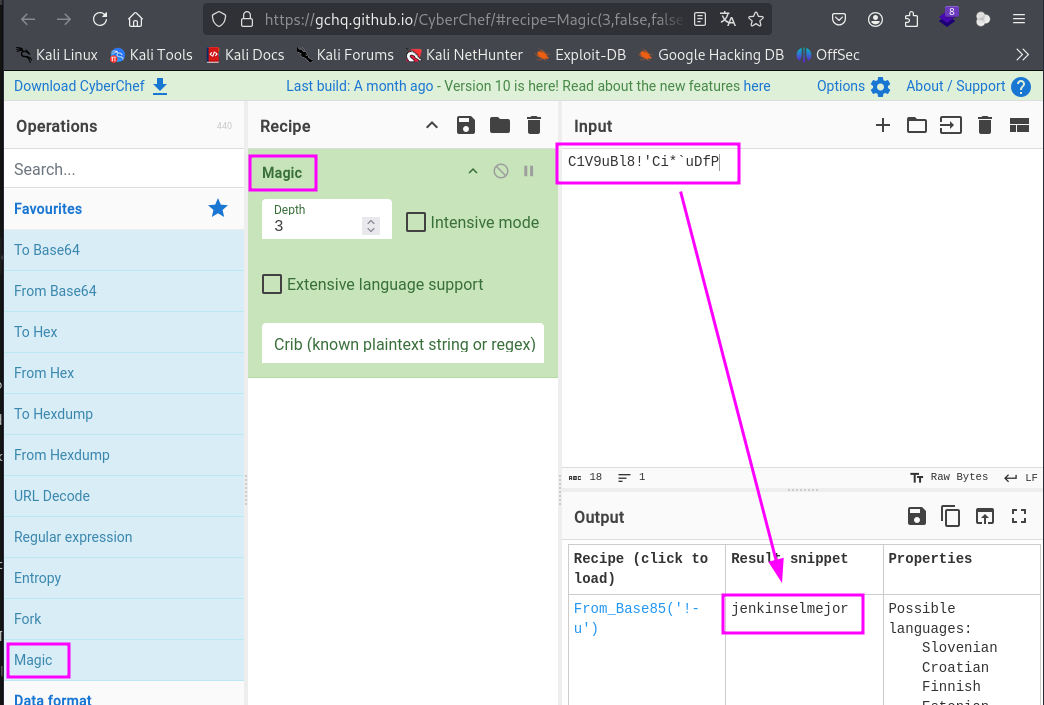 https://gchq.github.io/CyberChef/#recipe=Magic(3,false,false
8
Kali Linux Kali Tools Kali Docs Kali Forums Kali NetHunter Exploit-DB Google Hacking DB OffSec
Download CyberChef Last build: A month ago - Version 10 is here! Read about the new features here Options About / Support ?
Operations 440 Recipe Input
Search...
Favourites
To Base64
From Base64
To Hex
From Hex
To Hexdump
From Hexdump
URL Decode
Regular expression
Entropy
Fork
Magic
Data format
Magic
Depth
3 Intensive mode
Extensive language support
Crib (known plaintext string or regex)
C1V9uBl8!'Ci*`uDfP
ABC 18 1 Tт Raw Bytes LF
Output
Recipe (click to load) Result snippet Properties
From_Base85('!-
u')
jenkinselmejor
Possible
languages:
Slovenian
Croatian
Finnish